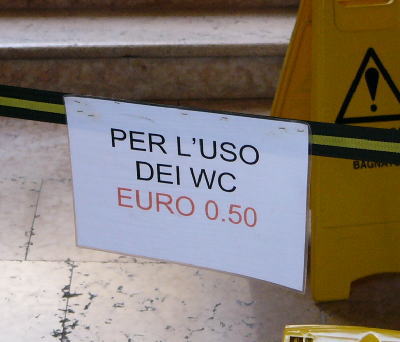 PER L'USO
DEI WC
EURO 0.50